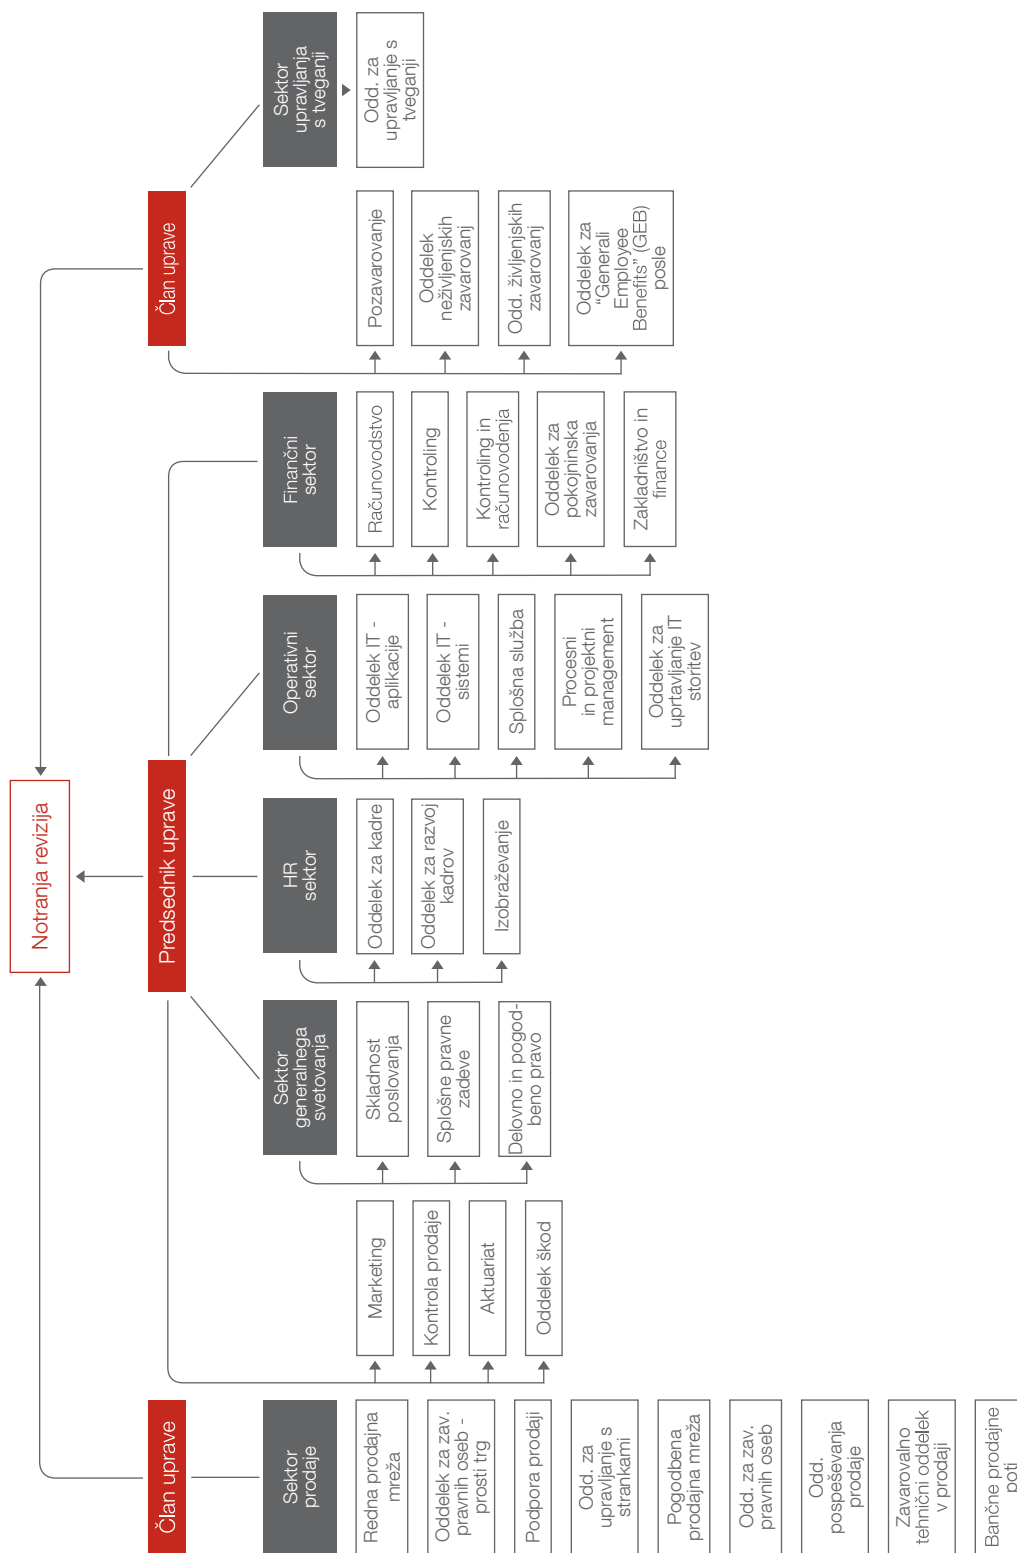 Notranja revizija
Član uprave
Predsednik uprave
Član uprave
Sektor
prodaje
Sektor
generalnega
svetovanja
HR
sektor
Operativni
sektor
Finančni
sektor
Sektor
upravljanja
s tveganji
Redna prodajna
mreža
Oddelek za zav.
pravnih oseb -
prosti trg
Podpora prodaji
Odd. za
upravljanje s
strankami
Pogodbena
prodajna mreža
Odd. za zav.
pravnih oseb
Odd.
pospeševanja
prodaje
Zavarovalno
tehnični oddelek
v prodaji
Bančne prodajne
poti
Marketing
Kontrola prodaje
Aktuariat
Oddelek škod
Skladnost
poslovanja
Splošne pravne
zadeve
Delovno in pogod-
beno pravo
Oddelek za kadre
Oddelek za razvoj
kadrov
Izobraževanje
Oddelek IT -
aplikacije
Oddelek IT -
sistemi
Splošna služba
Procesni
in projektni
management
Oddelek za
uprtavljanje IT
storitev
Računovodstvo
Kontroling
Kontroling in
računovodenja
Oddelek za
pokojninska
zavarovanja
Zakladništvo in
finance
Pozavarovanje
Oddelek
neživljenjskih
zavarovanj
Odd. življenjskih
zavarovanj
Oddelek za
“Generali
Employee
Benefits” (GEB)
posle
Odd. za
upravljanje s
tveganji